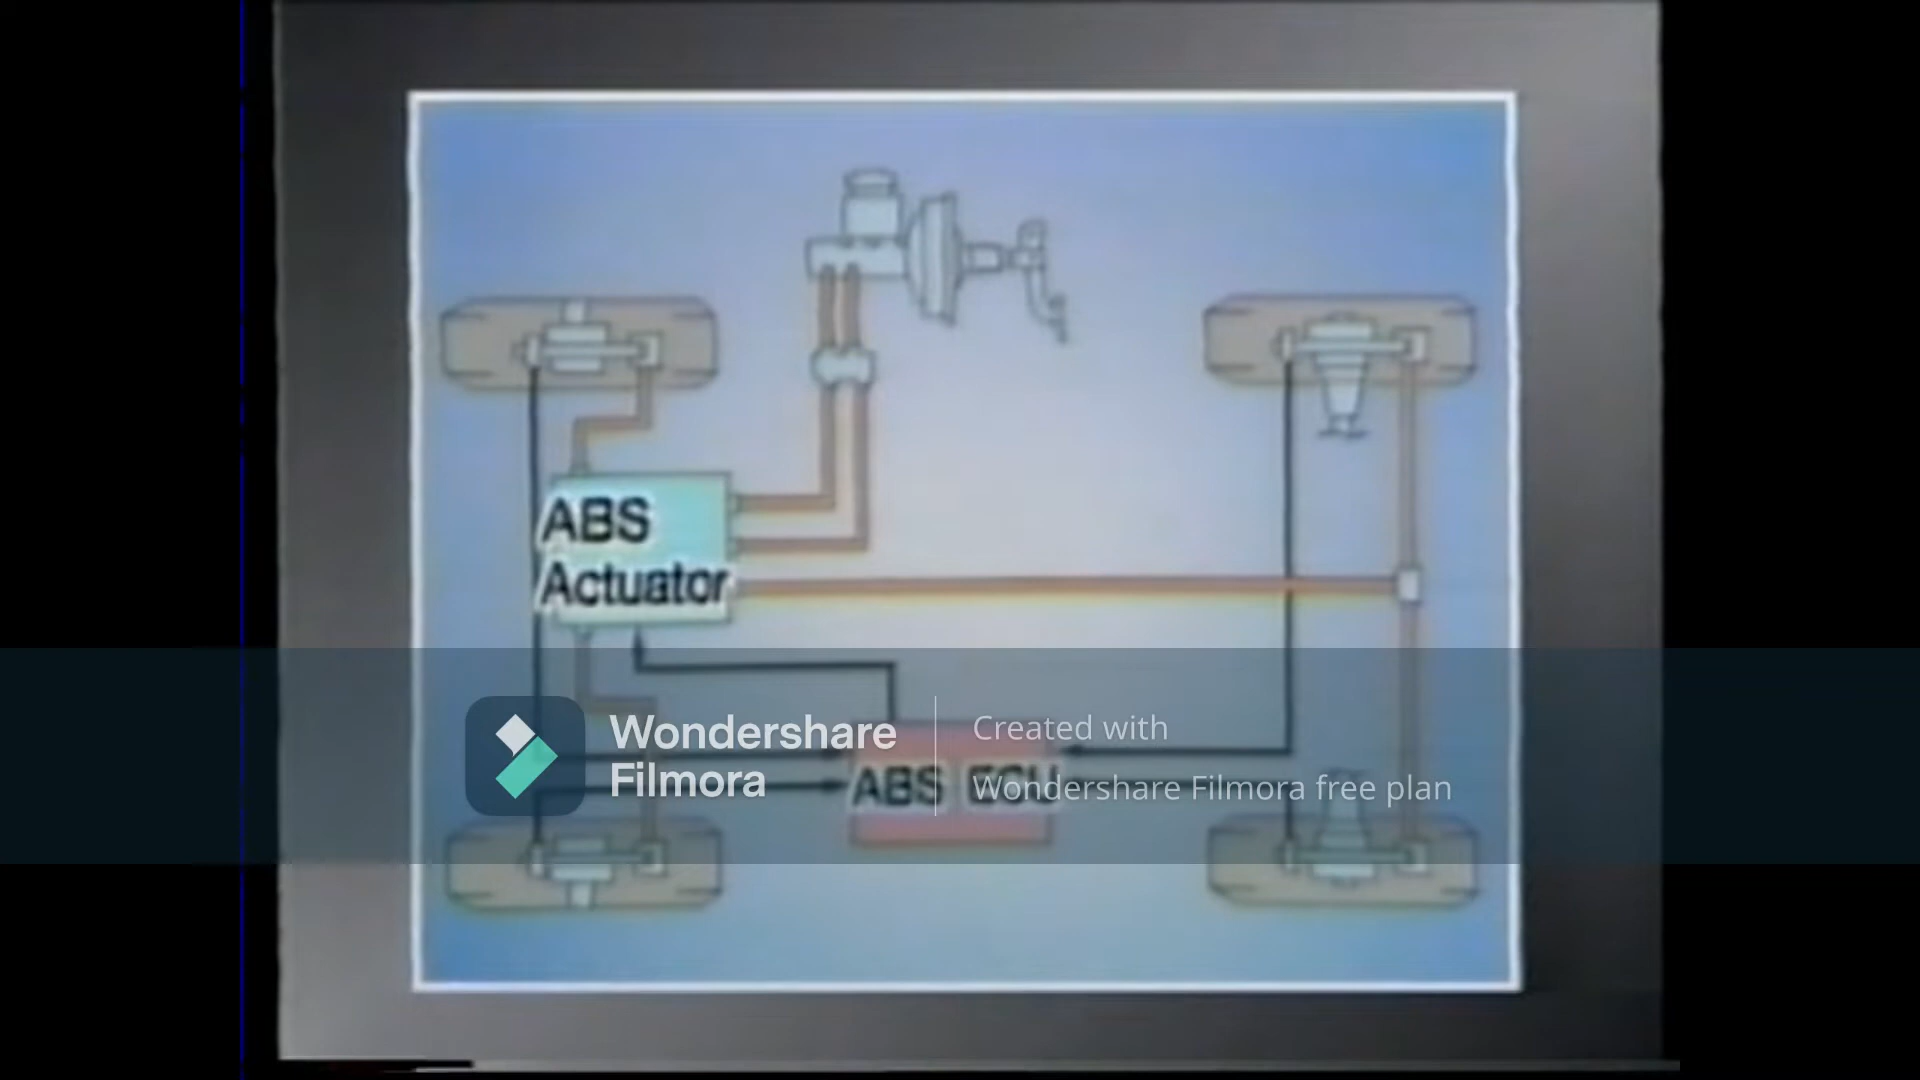 ABS
Actuator
Wondershare
Filmora
Created with
Wondershare Filmora free plan
ABS ECU